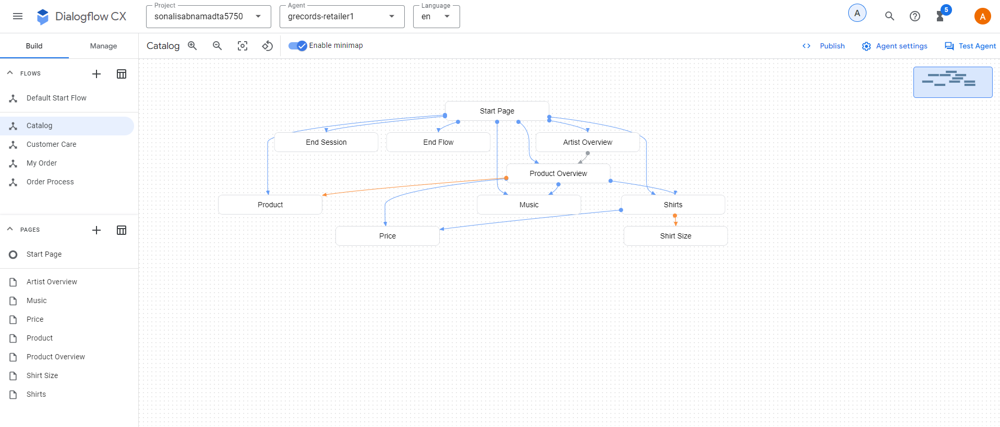 Project
Agent
Language
Dialogflow CX
sonalisabnamadta5750
grecords-retailer1
en
A
5
A
Build
Manage
Catalog
Enable minimap
Publish
Agent settings
Test Agent
FLOWS
Default Start Flow
Catalog
Customer Care
My Order
Order Process
PAGES
Start Page
Artist Overview
Music
Price
Product
Product Overview
Shirt Size
Shirts
Start Page
End Session
End Flow
Artist Overview
Product Overview
Product
Music
Shirts
Price
Shirt Size